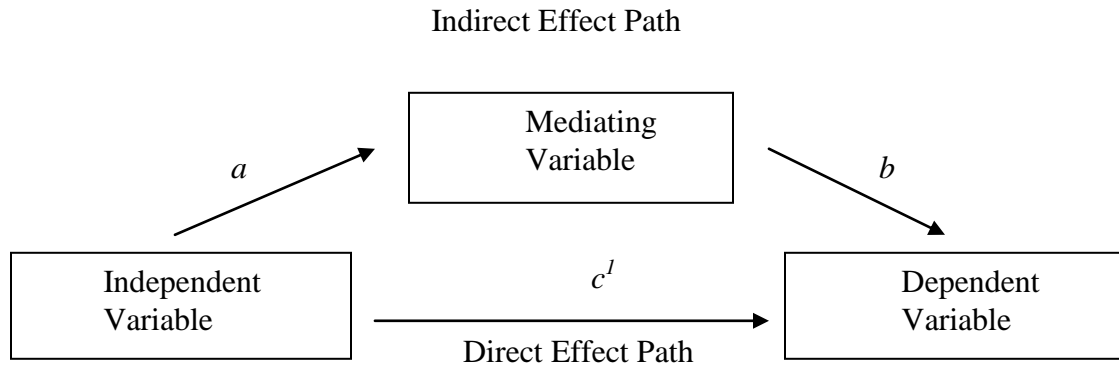 Indirect Effect Path
Mediating
Variable
a
b
Independent
Variable
c¹
Dependent
Variable
Direct Effect Path